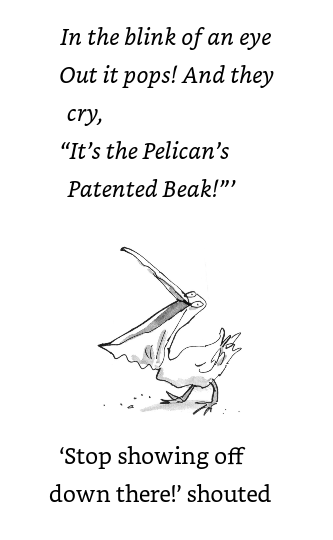 In the blink of an eye
Out it pops! And they
cry,
“It’s the Pelican’s
Patented Beak!”’
‘Stop showing off
down there!’ shouted